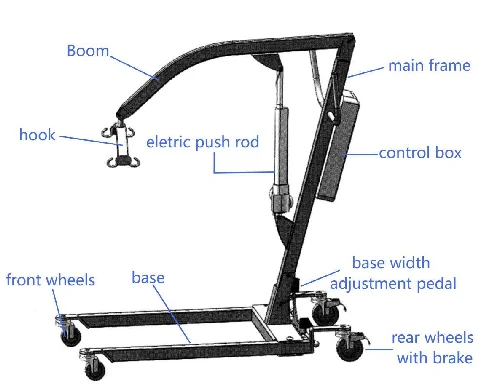 Boom
main frame
hook
eletric push rod
control box
base width
adjustment pedal
front wheels
base
rear wheels
with brake